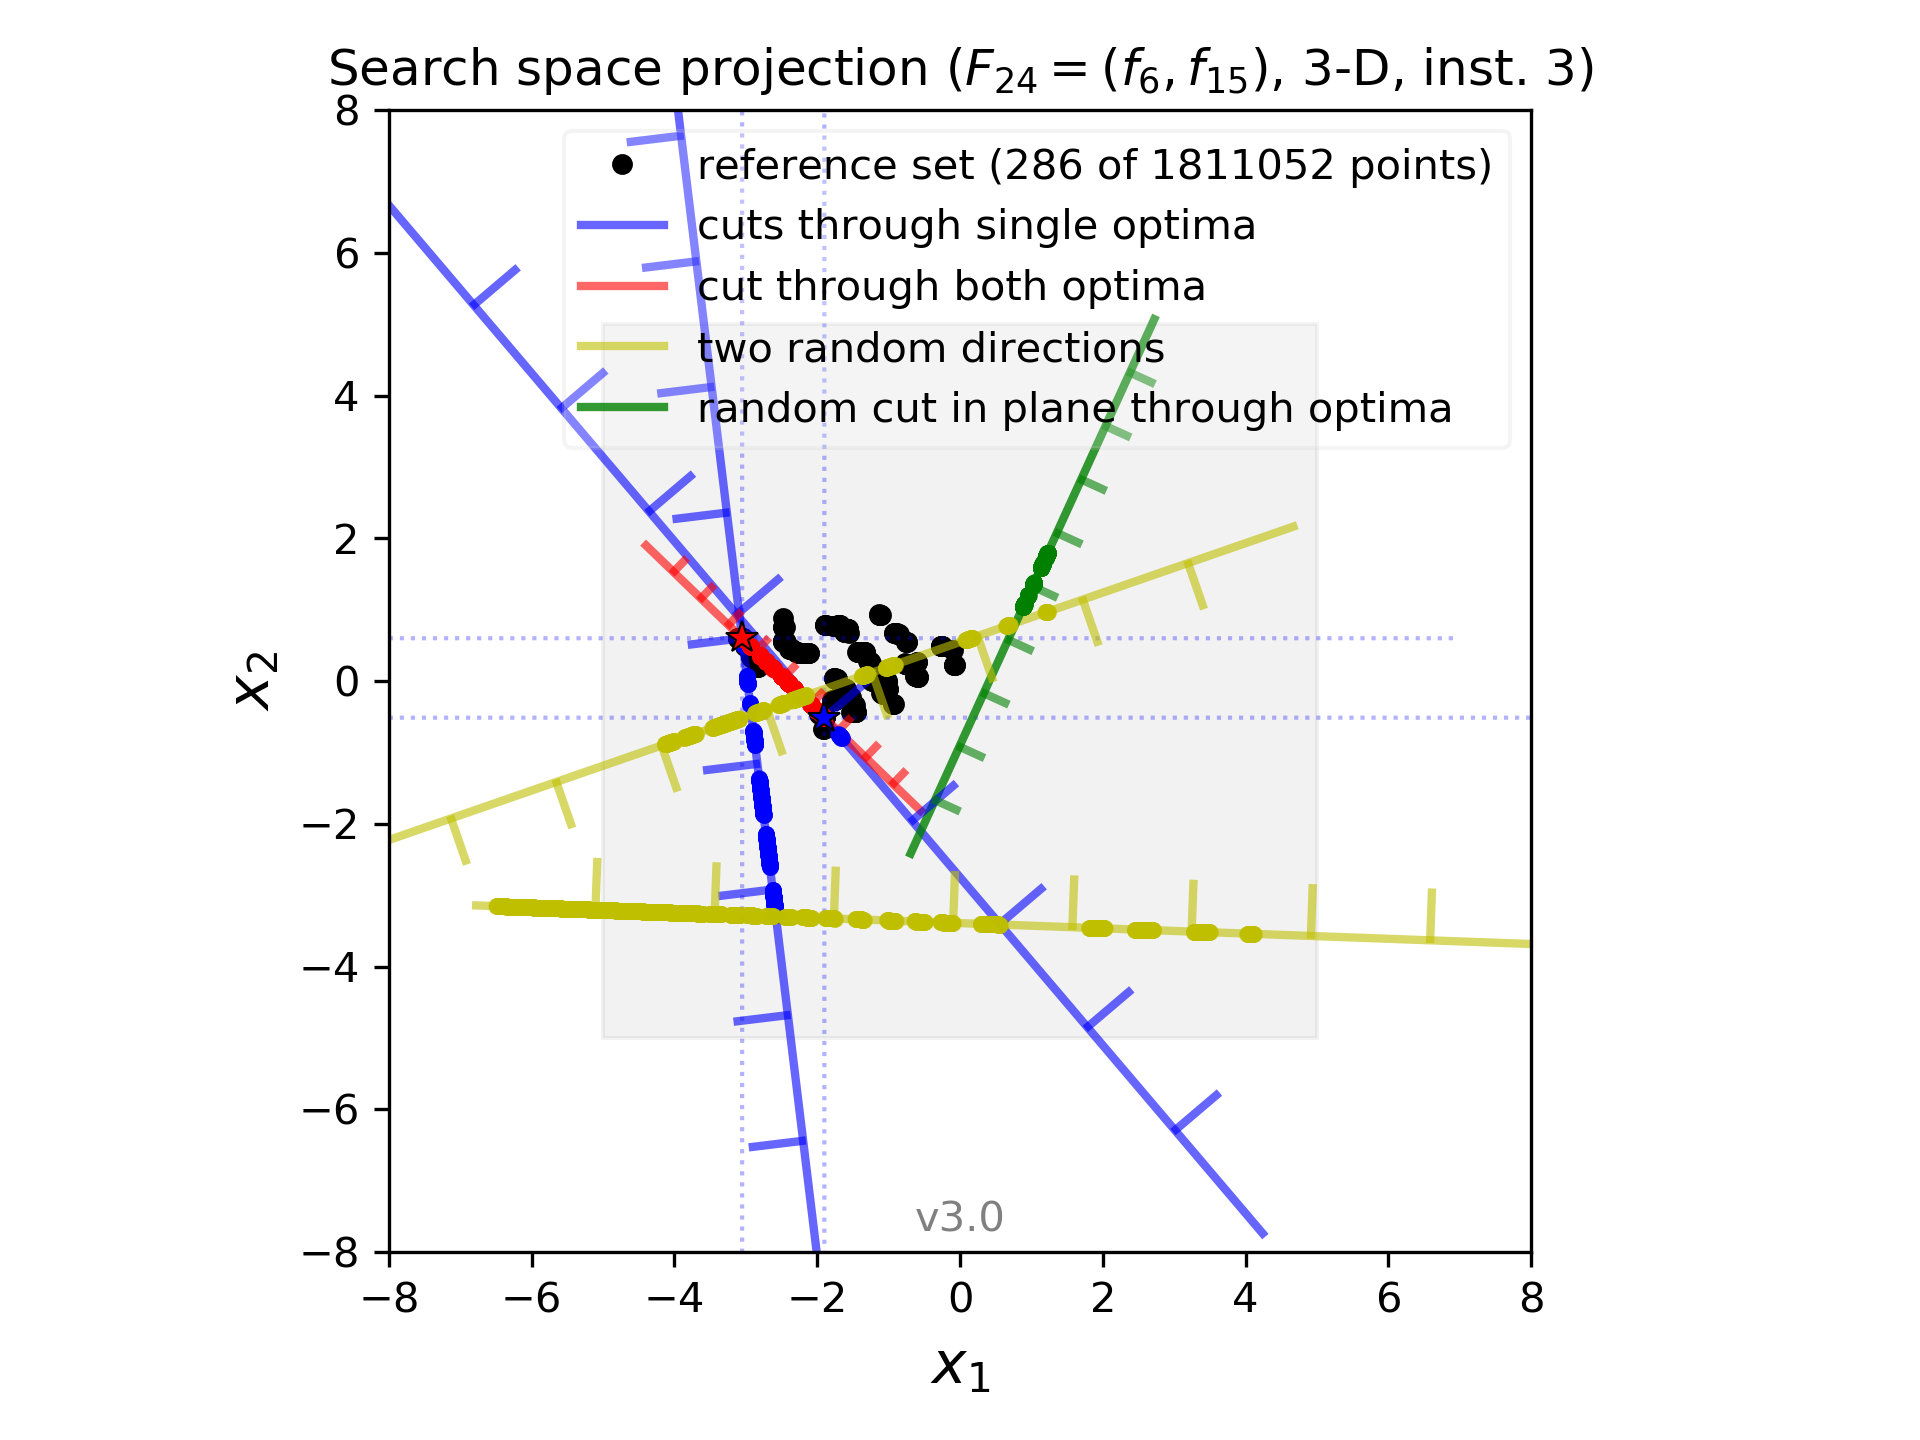 Search space projection (F₂₄ = (f₆, f₁₅), 3-D, inst. 3)
reference set (286 of 1811052 points)
cuts through single optima
cut through both optima
two random directions
random cut in plane through optima
8
6
4
2
0
−2
−4
−6
−8
x₂
v3.0
−8 −6 −4 −2 0 2 4 6 8
x₁